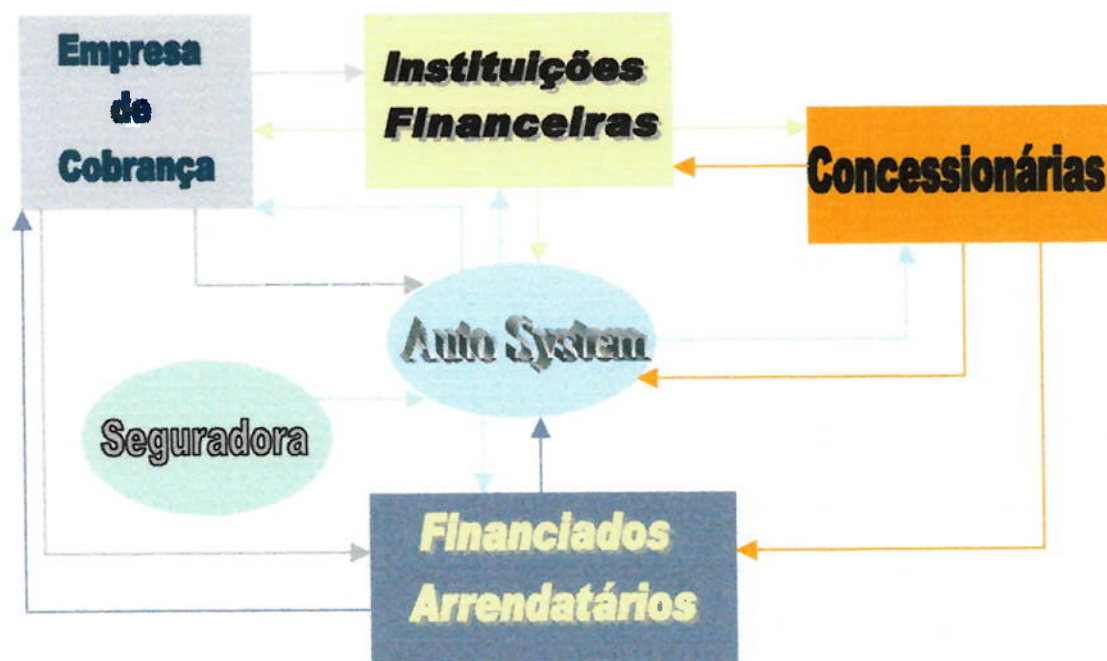 Empresa
de
Cobrança
Instituições
Financeiras
Concessionárias
Auto System
Seguradora
Financiados
Arrendatários